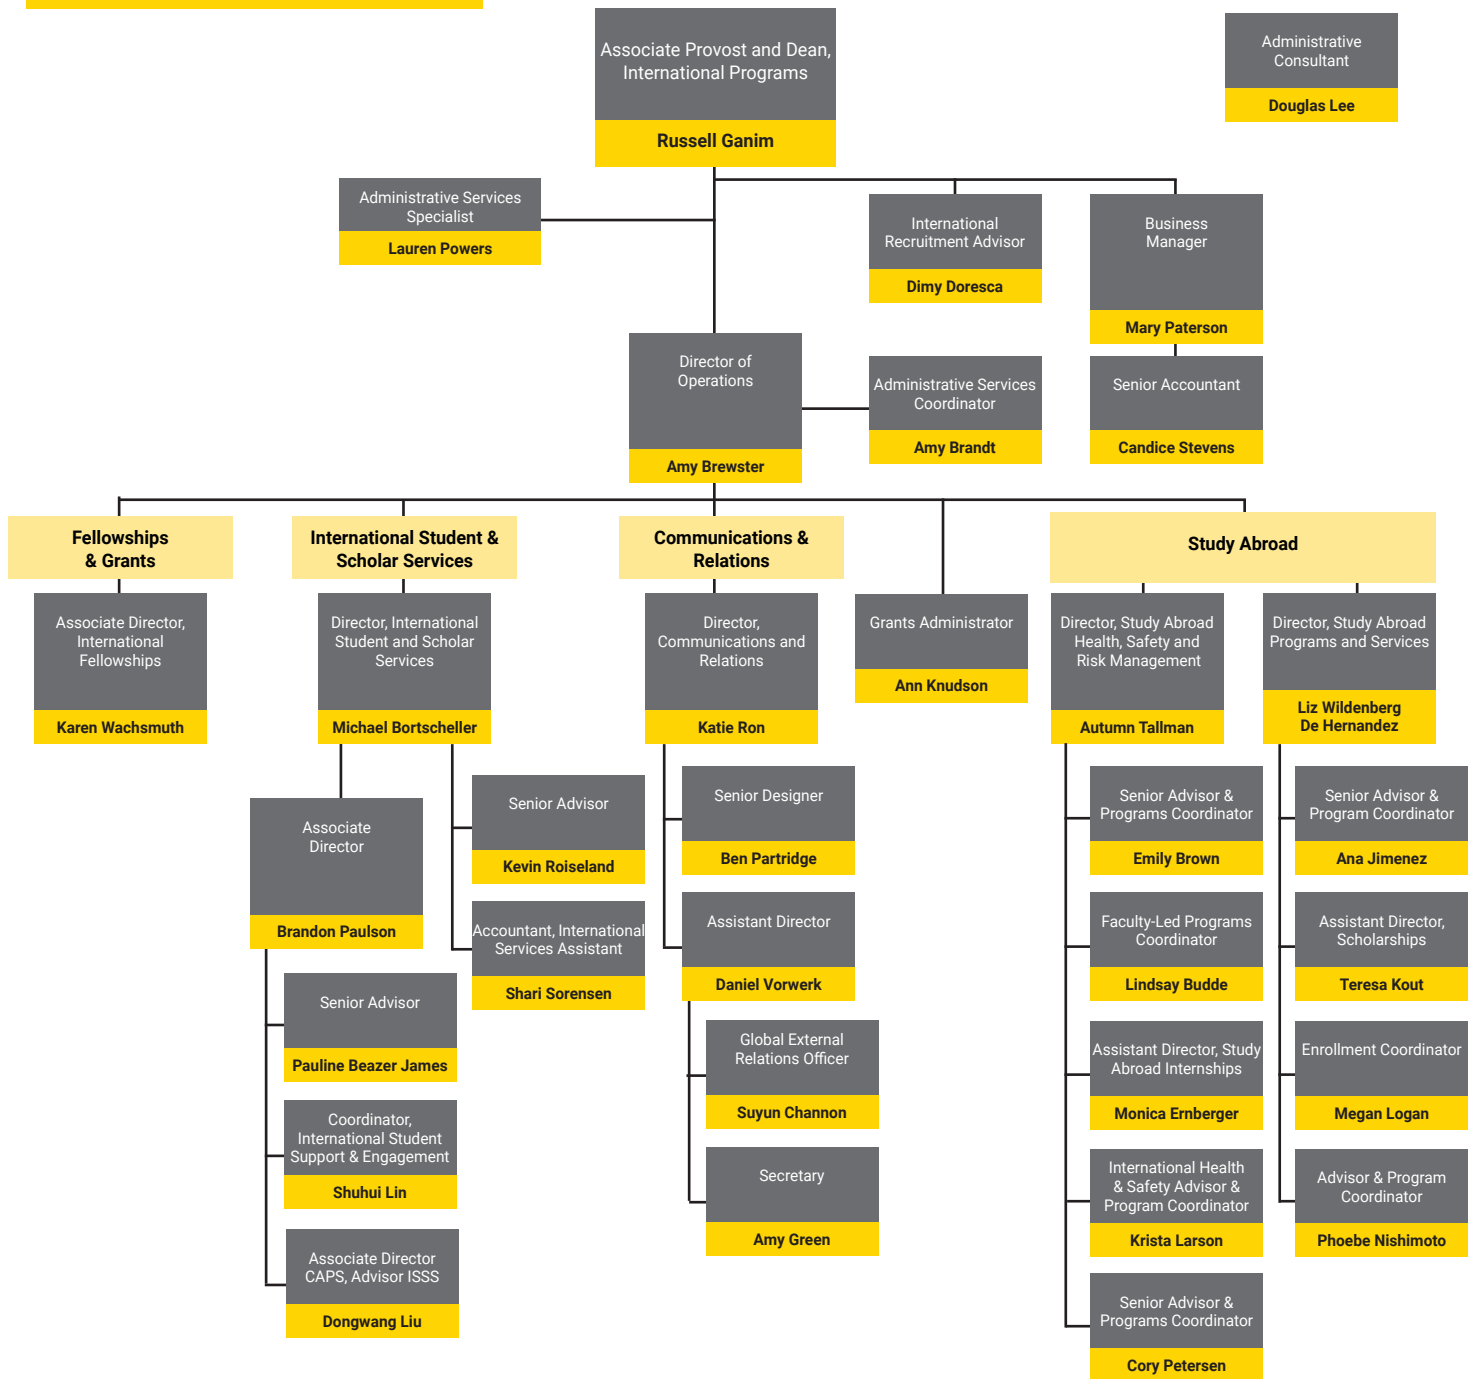 Associate Provost and Dean,
International Programs
Russell Ganim
Administrative
Consultant
Douglas Lee
Administrative Services
Specialist
Lauren Powers
International
Recruitment Advisor
Dimy Doresca
Business
Manager
Mary Paterson
Director of
Operations
Amy Brewster
Administrative Services
Coordinator
Amy Brandt
Senior Accountant
Candice Stevens
Fellowships
& Grants
Associate Director,
International
Fellowships
Karen Wachsmuth
International Student &
Scholar Services
Director, International
Student and Scholar
Services
Michael Bortscheller
Associate
Director
Brandon Paulson
Senior Advisor
Pauline Beazer James
Coordinator,
International Student
Support & Engagement
Shuhui Lin
Associate Director
CAPS, Advisor ISSS
Dongwang Liu
Senior Advisor
Kevin Roiseland
Accountant, International
Services Assistant
Shari Sorensen
Communications &
Relations
Director,
Communications and
Relations
Katie Ron
Senior Designer
Ben Partridge
Assistant Director
Daniel Vorwerk
Global External
Relations Officer
Suyun Channon
Secretary
Amy Green
Grants Administrator
Ann Knudson
Study Abroad
Director, Study Abroad
Health, Safety and
Risk Management
Autumn Tallman
Senior Advisor &
Programs Coordinator
Emily Brown
Faculty-Led Programs
Coordinator
Lindsay Budde
Assistant Director, Study
Abroad Internships
Monica Ernberger
International Health
& Safety Advisor &
Program Coordinator
Krista Larson
Senior Advisor &
Programs Coordinator
Cory Petersen
Director, Study Abroad
Programs and Services
Liz Wildenberg
De Hernandez
Senior Advisor &
Program Coordinator
Ana Jimenez
Assistant Director,
Scholarships
Teresa Kout
Enrollment Coordinator
Megan Logan
Advisor & Program
Coordinator
Phoebe Nishimoto